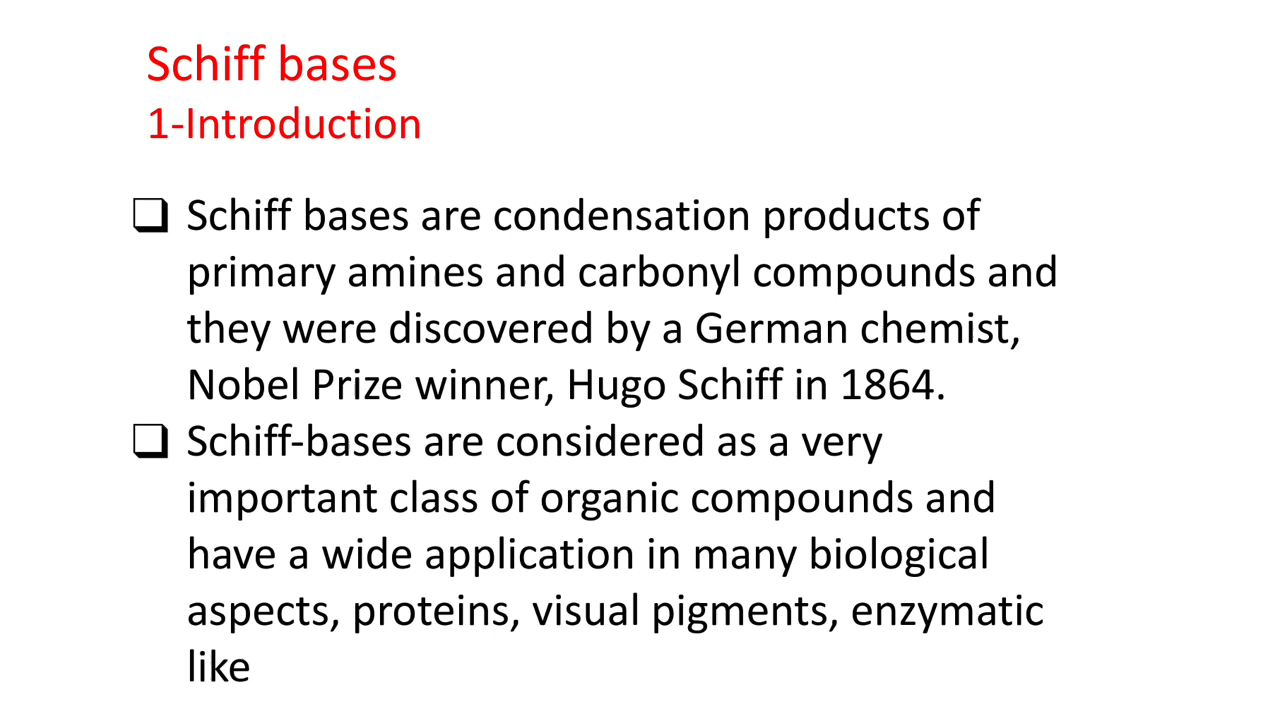 Schiff bases
1-Introduction
❑ Schiff bases are condensation products of
primary amines and carbonyl compounds and
they were discovered by a German chemist,
Nobel Prize winner, Hugo Schiff in 1864.
❑ Schiff-bases are considered as a very
important class of organic compounds and
have a wide application in many biological
aspects, proteins, visual pigments, enzymatic
like